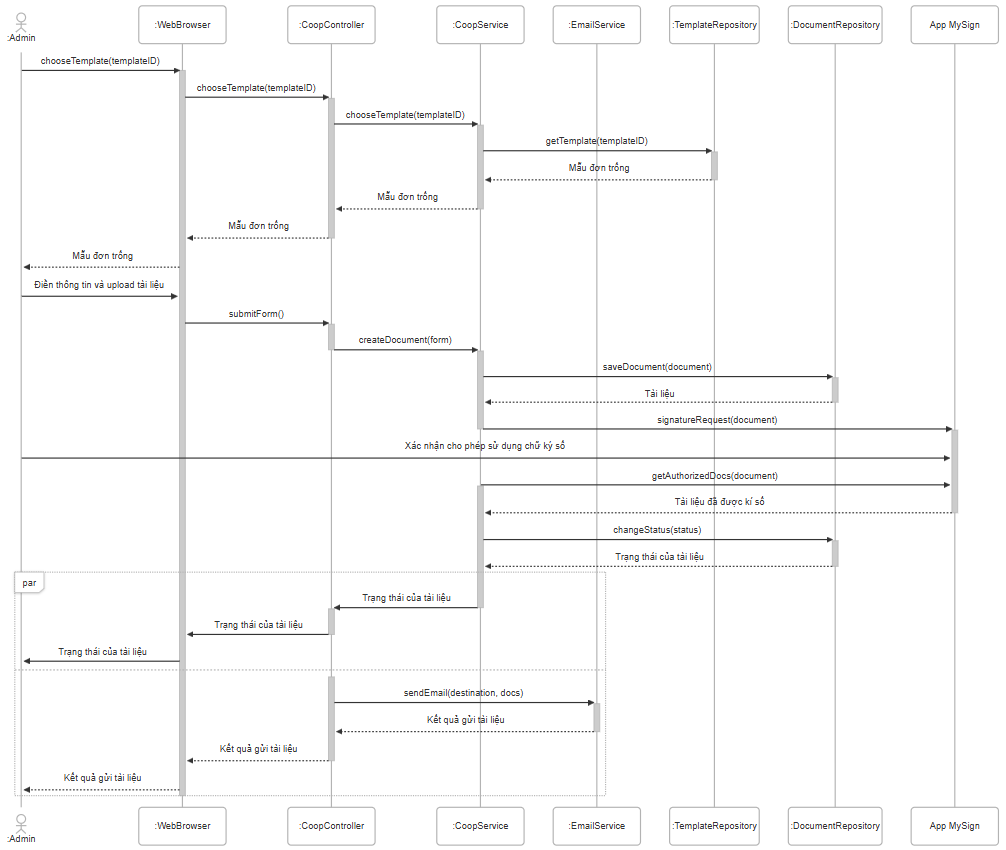 :WebBrowser
:CoopController
:CoopService
:EmailService
:TemplateRepository
:DocumentRepository
App MySign
:Admin
chooseTemplate(templateID)
chooseTemplate(templateID)
chooseTemplate(templateID)
getTemplate(templateID)
Mẫu đơn trống
Mẫu đơn trống
Mẫu đơn trống
Mẫu đơn trống
Điền thông tin và upload tài liệu
submitForm()
createDocument(form)
saveDocument(document)
Tài liệu
signatureRequest(document)
Xác nhận cho phép sử dụng chữ ký số
getAuthorizedDocs(document)
Tài liệu đã được kí số
changeStatus(status)
Trạng thái của tài liệu
par
Trạng thái của tài liệu
Trạng thái của tài liệu
Trạng thái của tài liệu
sendEmail(destination, docs)
Kết quả gửi tài liệu
Kết quả gửi tài liệu
Kết quả gửi tài liệu
:WebBrowser
:CoopController
:CoopService
:EmailService
:TemplateRepository
:DocumentRepository
App MySign
:Admin